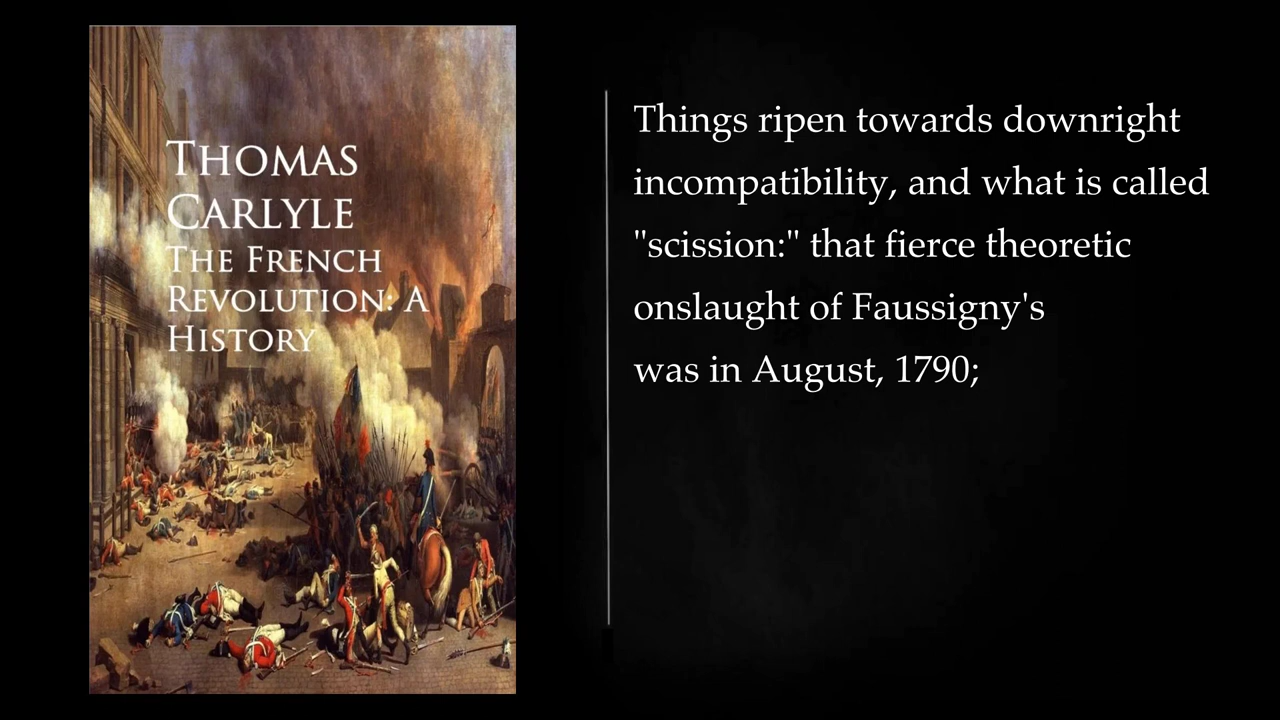 THOMAS
CARLYLE
THE FRENCH
REVOLUTION: A
HISTORY
Things ripen towards downright
incompatibility, and what is called
"scission:" that fierce theoretic
onslaught of Faussigny's
was in August, 1790;